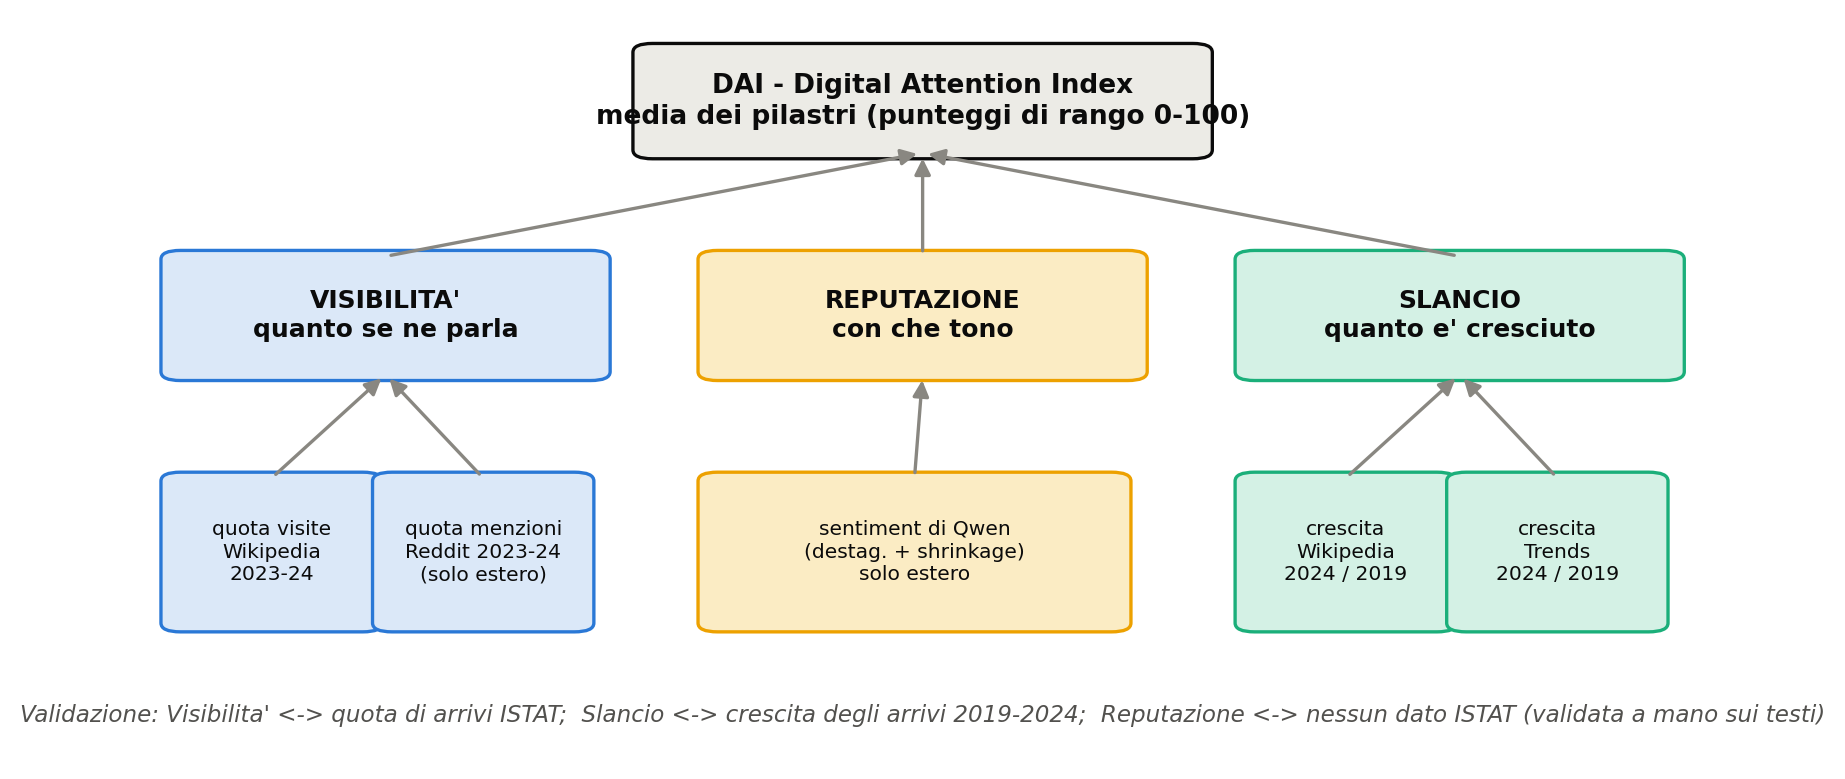 DAI - Digital Attention Index
media dei pilastri (punteggi di rango 0-100)
VISIBILITA'
quanto se ne parla
REPUTAZIONE
con che tono
SLANCIO
quanto e' cresciuto
quota visite
Wikipedia
2023-24
quota menzioni
Reddit 2023-24
(solo estero)
sentiment di Qwen
(destag. + shrinkage)
solo estero
crescita
Wikipedia
2024 / 2019
crescita
Trends
2024 / 2019
Validazione: Visibilita' <-> quota di arrivi ISTAT;  Slancio <-> crescita degli arrivi 2019-2024;  Reputazione <-> nessun dato ISTAT (validata a mano sui testi)